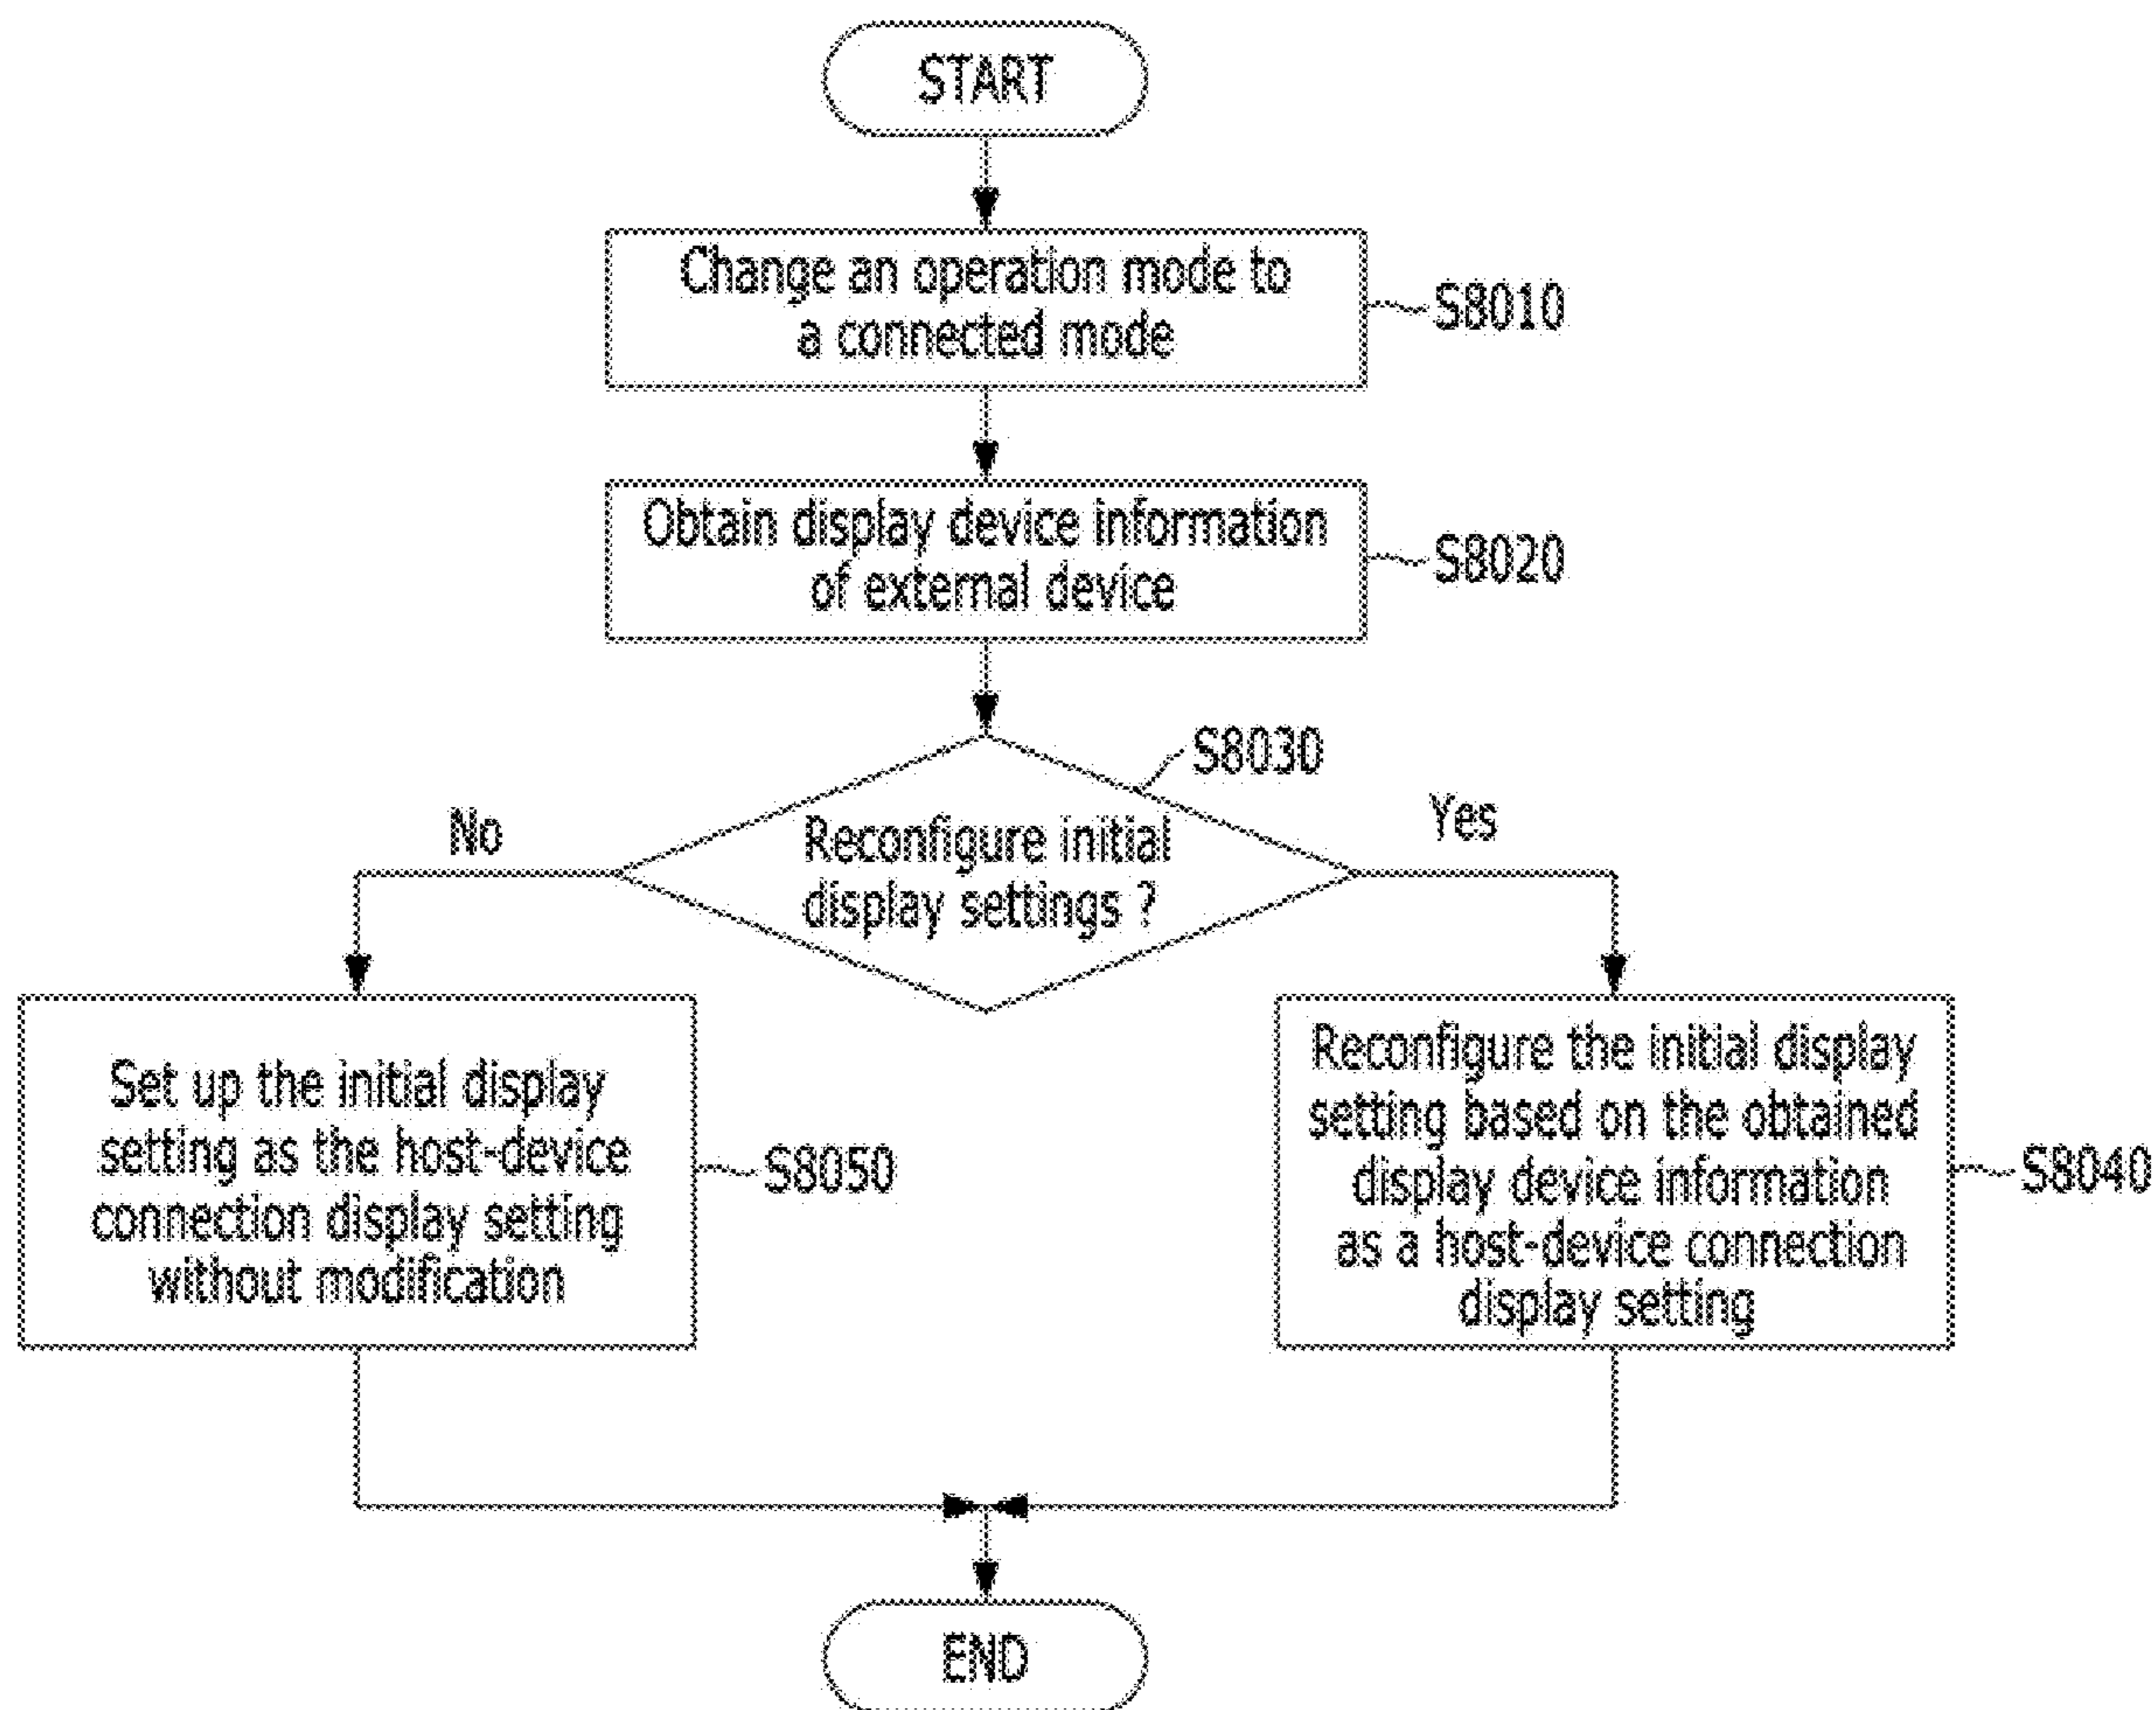 START
Change an operation mode to
a connected mode
S8010
Obtain display device information
of external device
S8020
S8030
Reconfigure initial
display settings ?
No
Yes
Set up the initial display
setting as the host-device
connection display setting
without modification
S8050
Reconfigure the initial display
setting based on the obtained
display device information
as a host-device connection
display setting
S8040
END